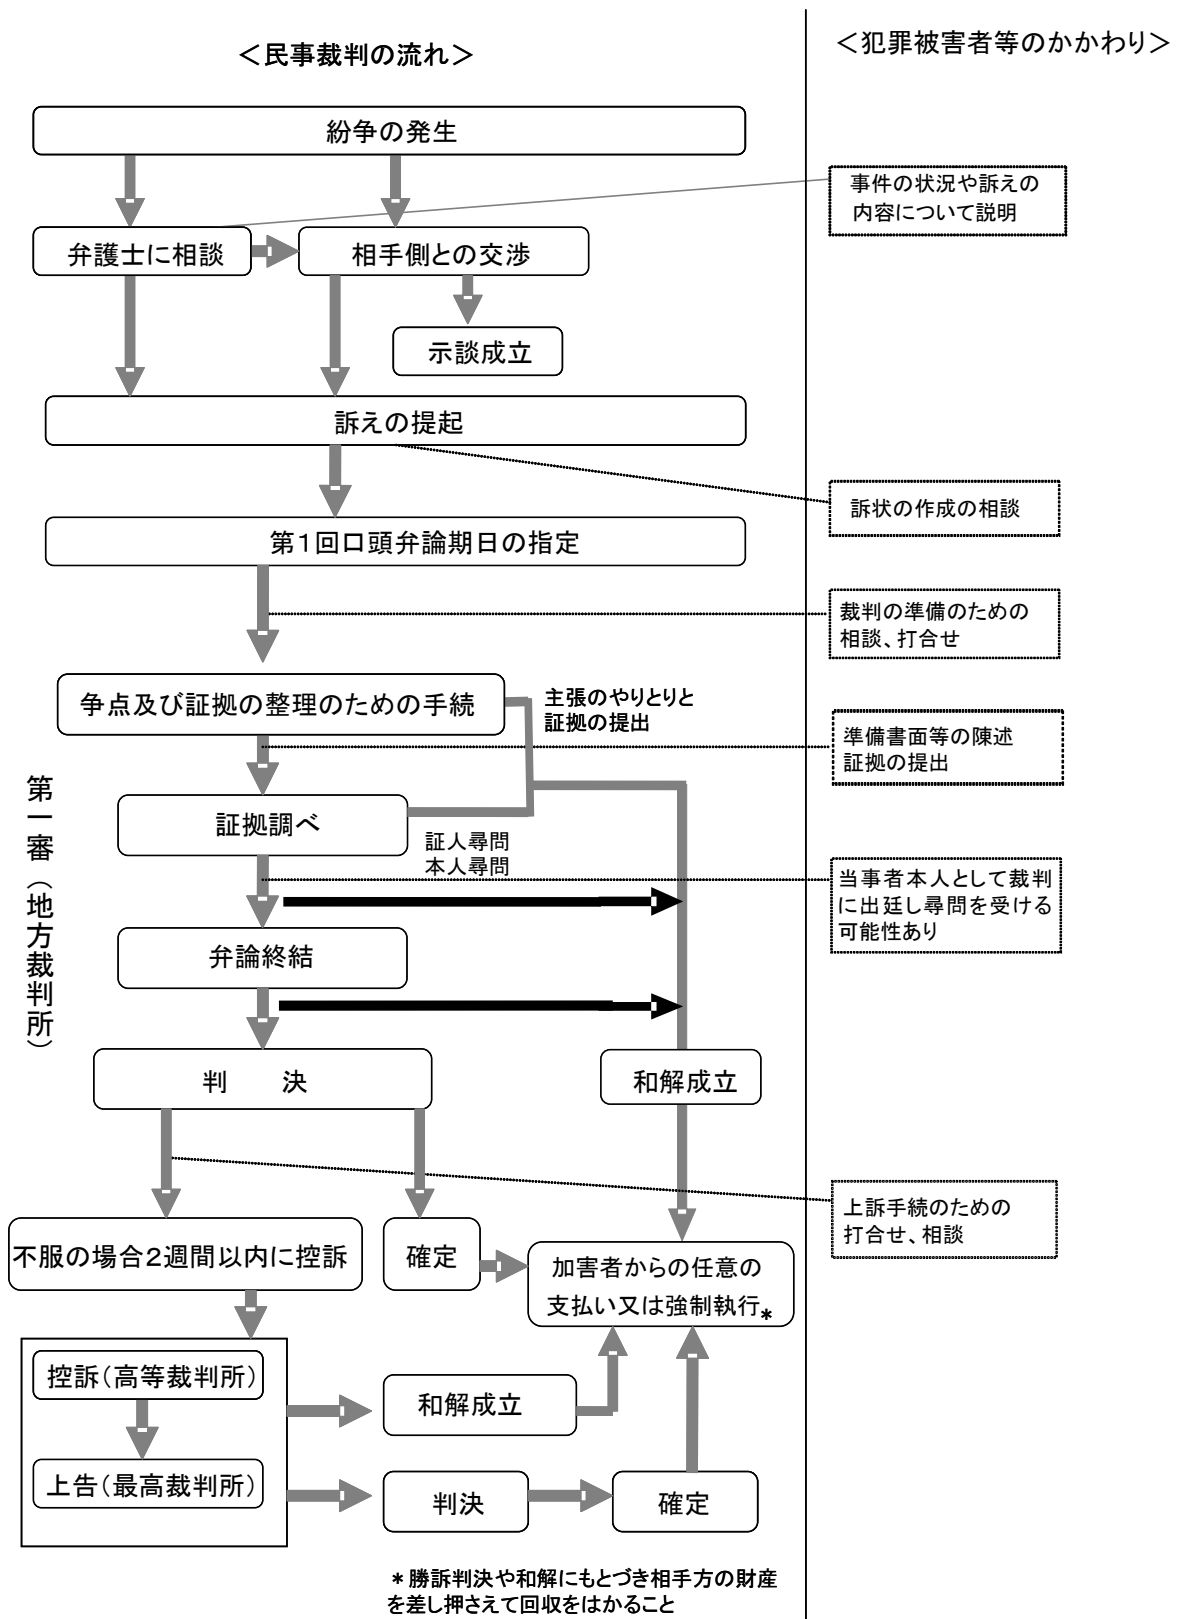 ＜民事裁判の流れ＞
＜犯罪被害者等のかかわり＞
紛争の発生
事件の状況や訴えの
内容について説明
弁護士に相談
相手側との交渉
示談成立
訴えの提起
訴状の作成の相談
第１回口頭弁論期日の指定
裁判の準備のための
相談、打合せ
争点及び証拠の整理のための手続
主張のやりとりと
証拠の提出
準備書面等の陳述
証拠の提出
第一審（地方裁判所）
証拠調べ
証人尋問
本人尋問
当事者本人として裁判
に出廷し尋問を受ける
可能性あり
弁論終結
判　　決
和解成立
上訴手続のための
打合せ、相談
不服の場合２週間以内に控訴
確定
加害者からの任意の
支払い又は強制執行*
控訴（高等裁判所）
和解成立
上告（最高裁判所）
判決
確定
＊勝訴判決や和解にもとづき相手方の財産
を差し押さえて回収をはかること